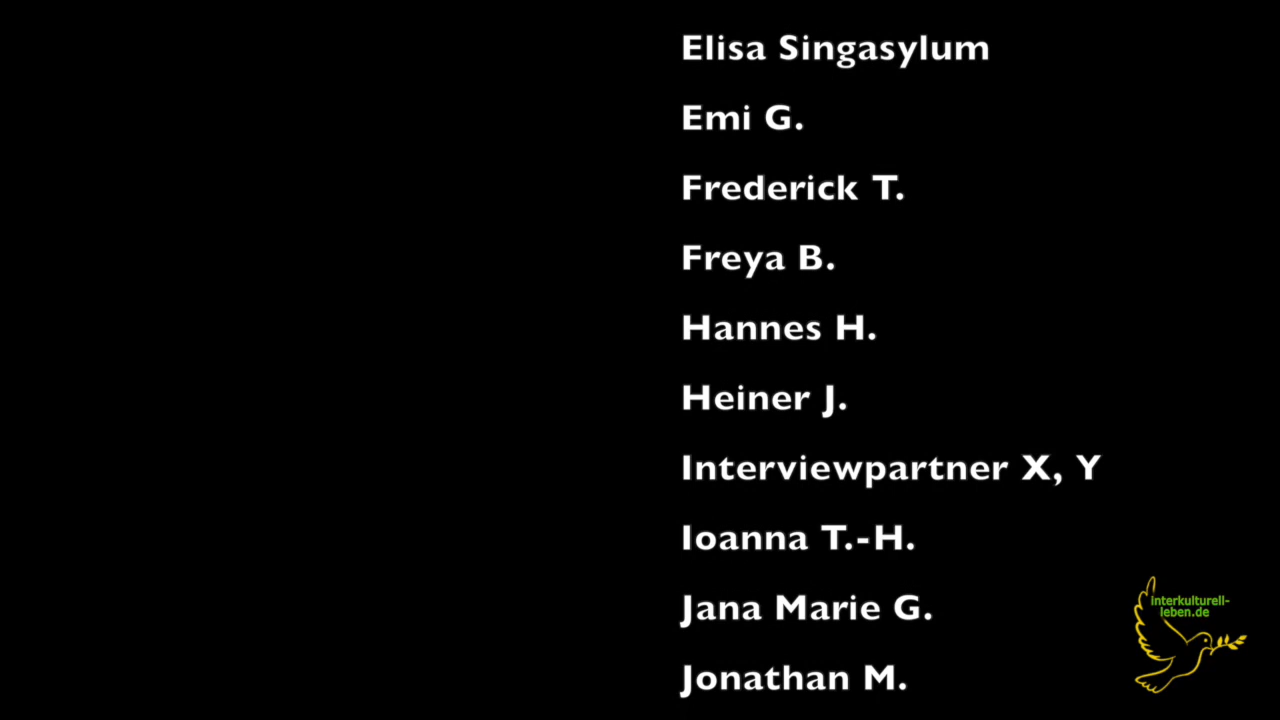 Elisa Singasylum
Emi G.
Frederick T.
Freya B.
Hannes H.
Heiner J.
Interviewpartner X, Y
Ioanna T.-H.
Jana Marie G.
Jonathan M.
interkulturell-
leben.de